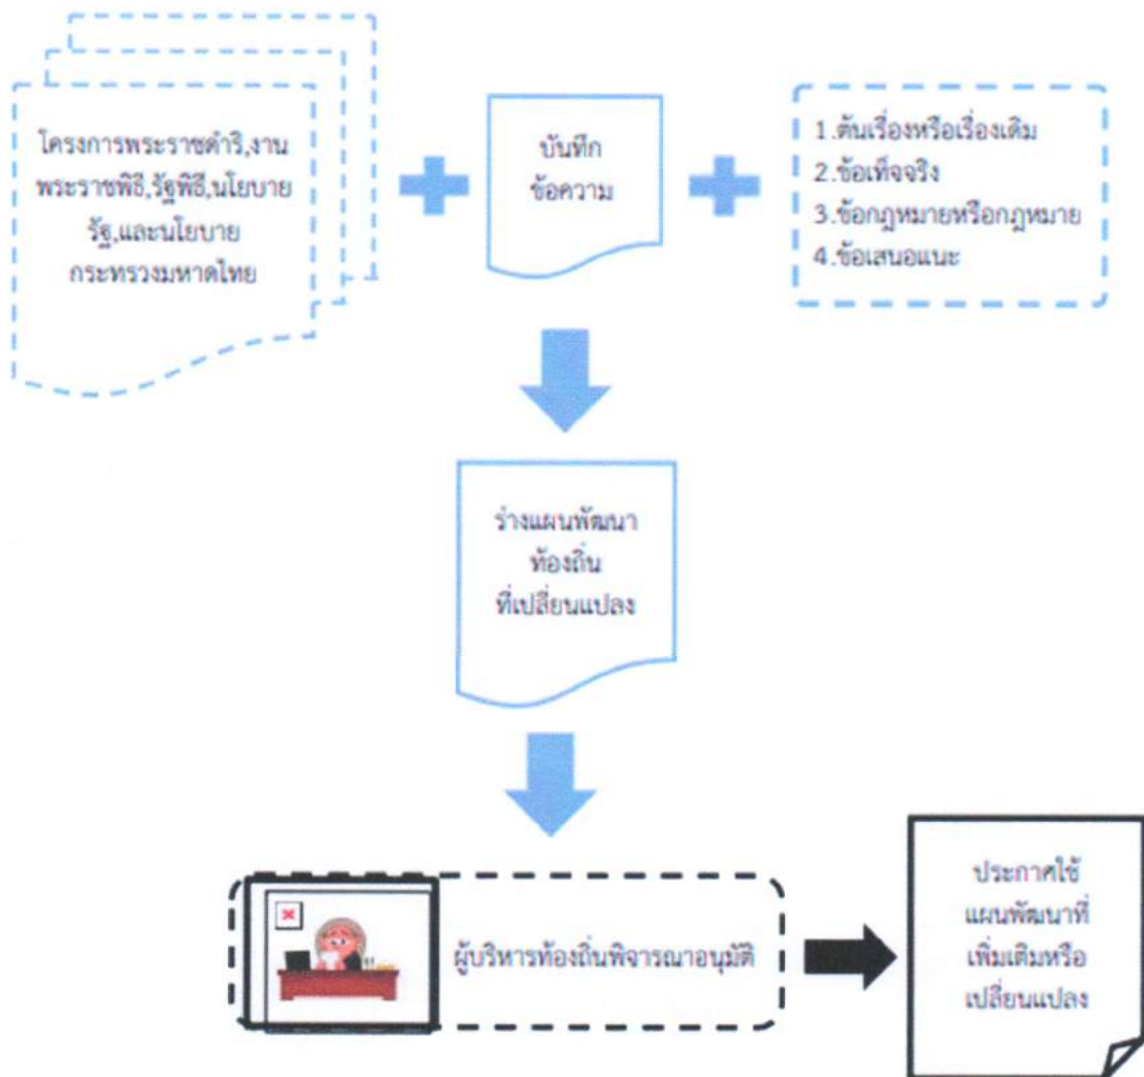 โครงการพระราชดำริ,งาน
พระราชพิธี,รัฐพิธี,นโยบาย
รัฐ,และนโยบาย
กระทรวงมหาดไทย
บันทึก
ข้อความ
1.ต้นเรื่องหรือเรื่องเดิม
2.ข้อเท็จจริง
3.ข้อกฎหมายหรือกฎหมาย
4.ข้อเสนอแนะ
ร่างแผนพัฒนา
ท้องถิ่น
ที่เปลี่ยนแปลง
ผู้บริหารท้องถิ่นพิจารณาอนุมัติ
ประกาศใช้
แผนพัฒนาที่
เพิ่มเติมหรือ
เปลี่ยนแปลง